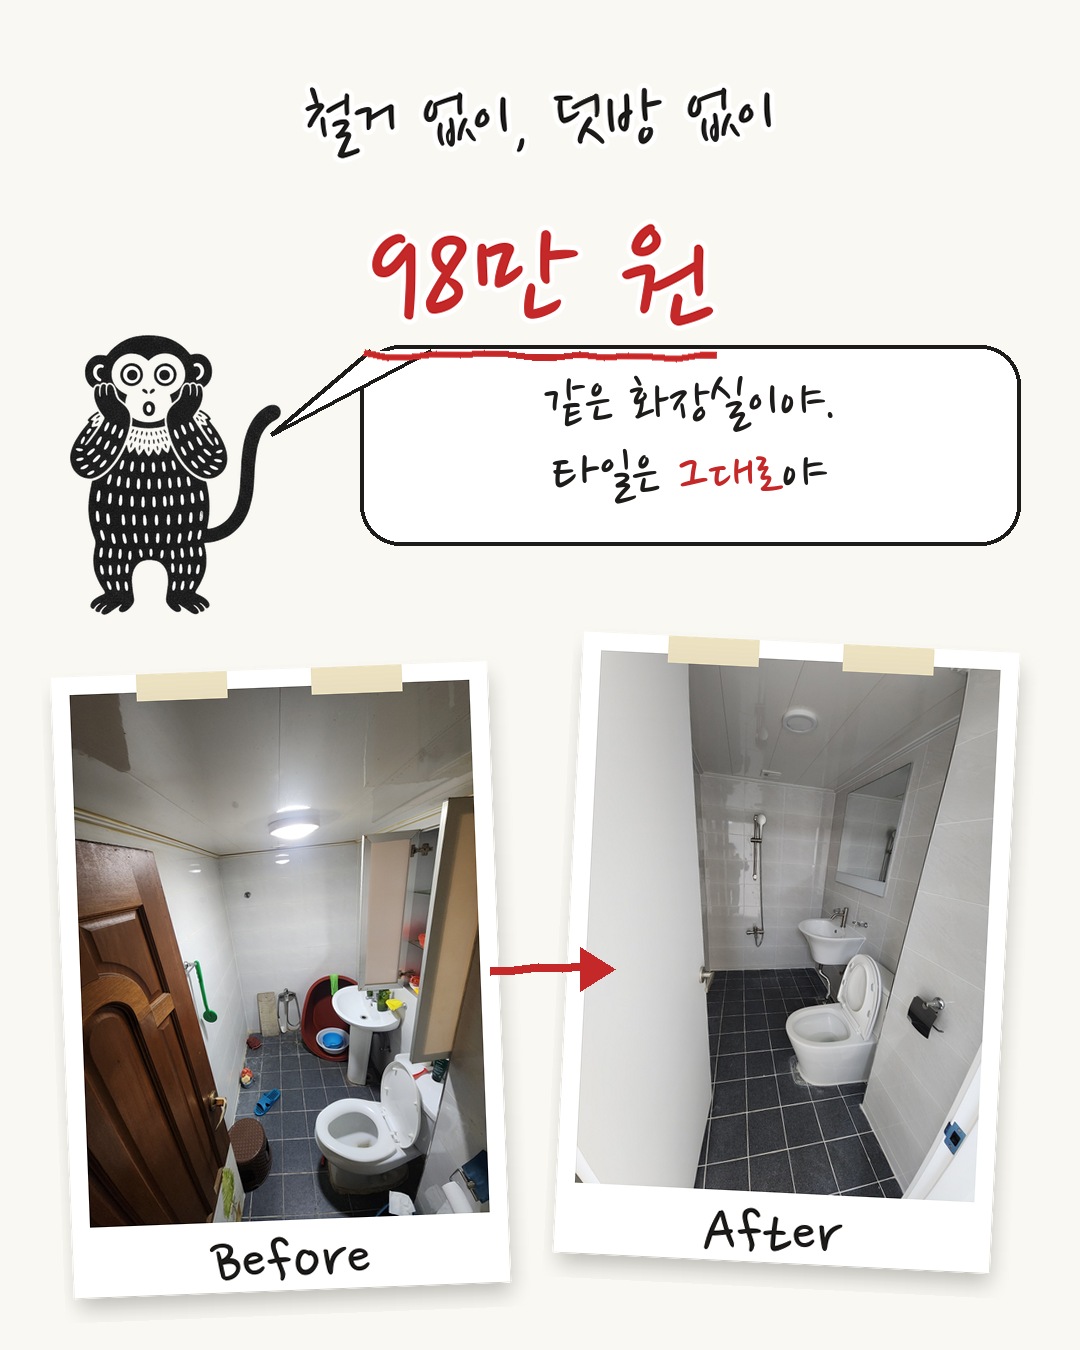 철거 없이, 덧방 없이
98만 원
같은 화장실이야.
타일은 그대로야
Before
After